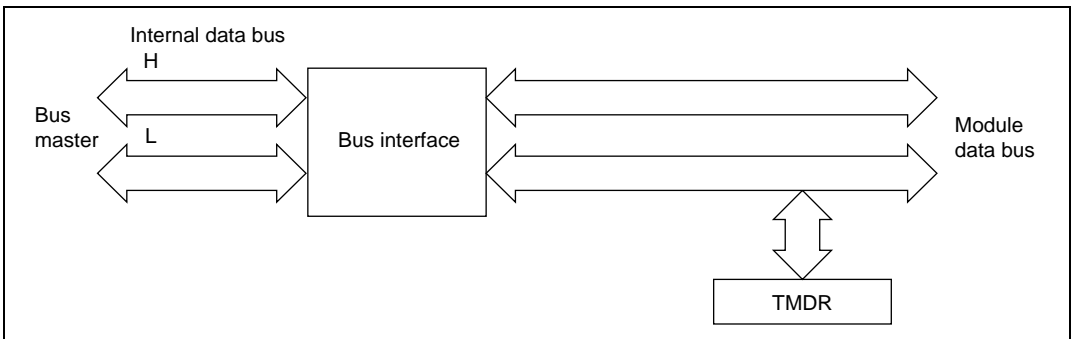 Internal data bus
H
Bus
master
L
Bus interface
Module
data bus
TMDR